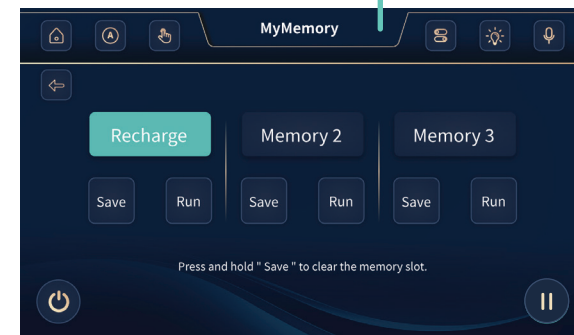 A
MyMemory
Recharge Memory 2 Memory 3
Save Run Save Run Save Run
Press and hold " Save " to clear the memory slot.